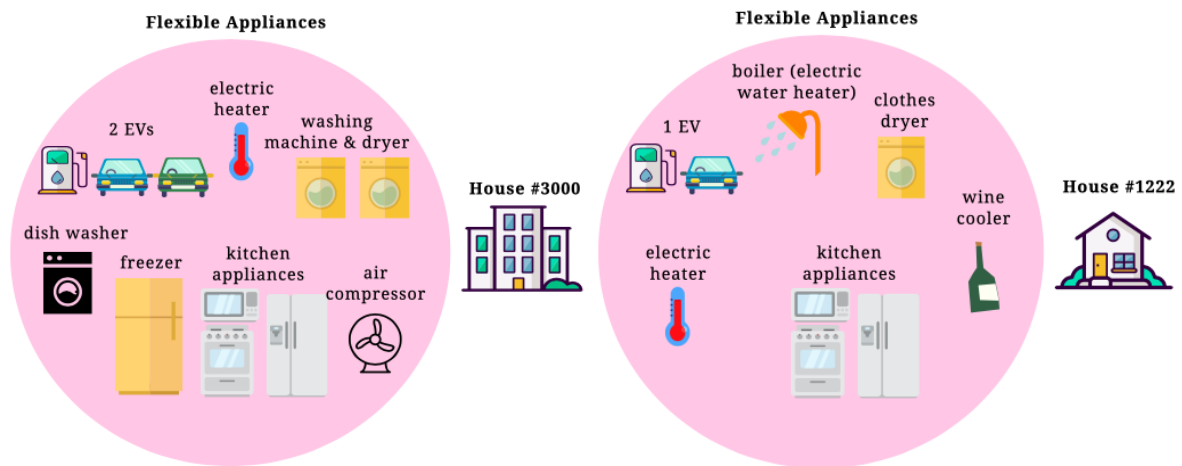 Flexible Appliances
electric
heater
2 EVs
washing
machine & dryer
dish washer
freezer
kitchen
appliances
air
compressor
House #3000
Flexible Appliances
boiler (electric
water heater)
1 EV
clothes
dryer
wine
cooler
electric
heater
kitchen
appliances
House #1222